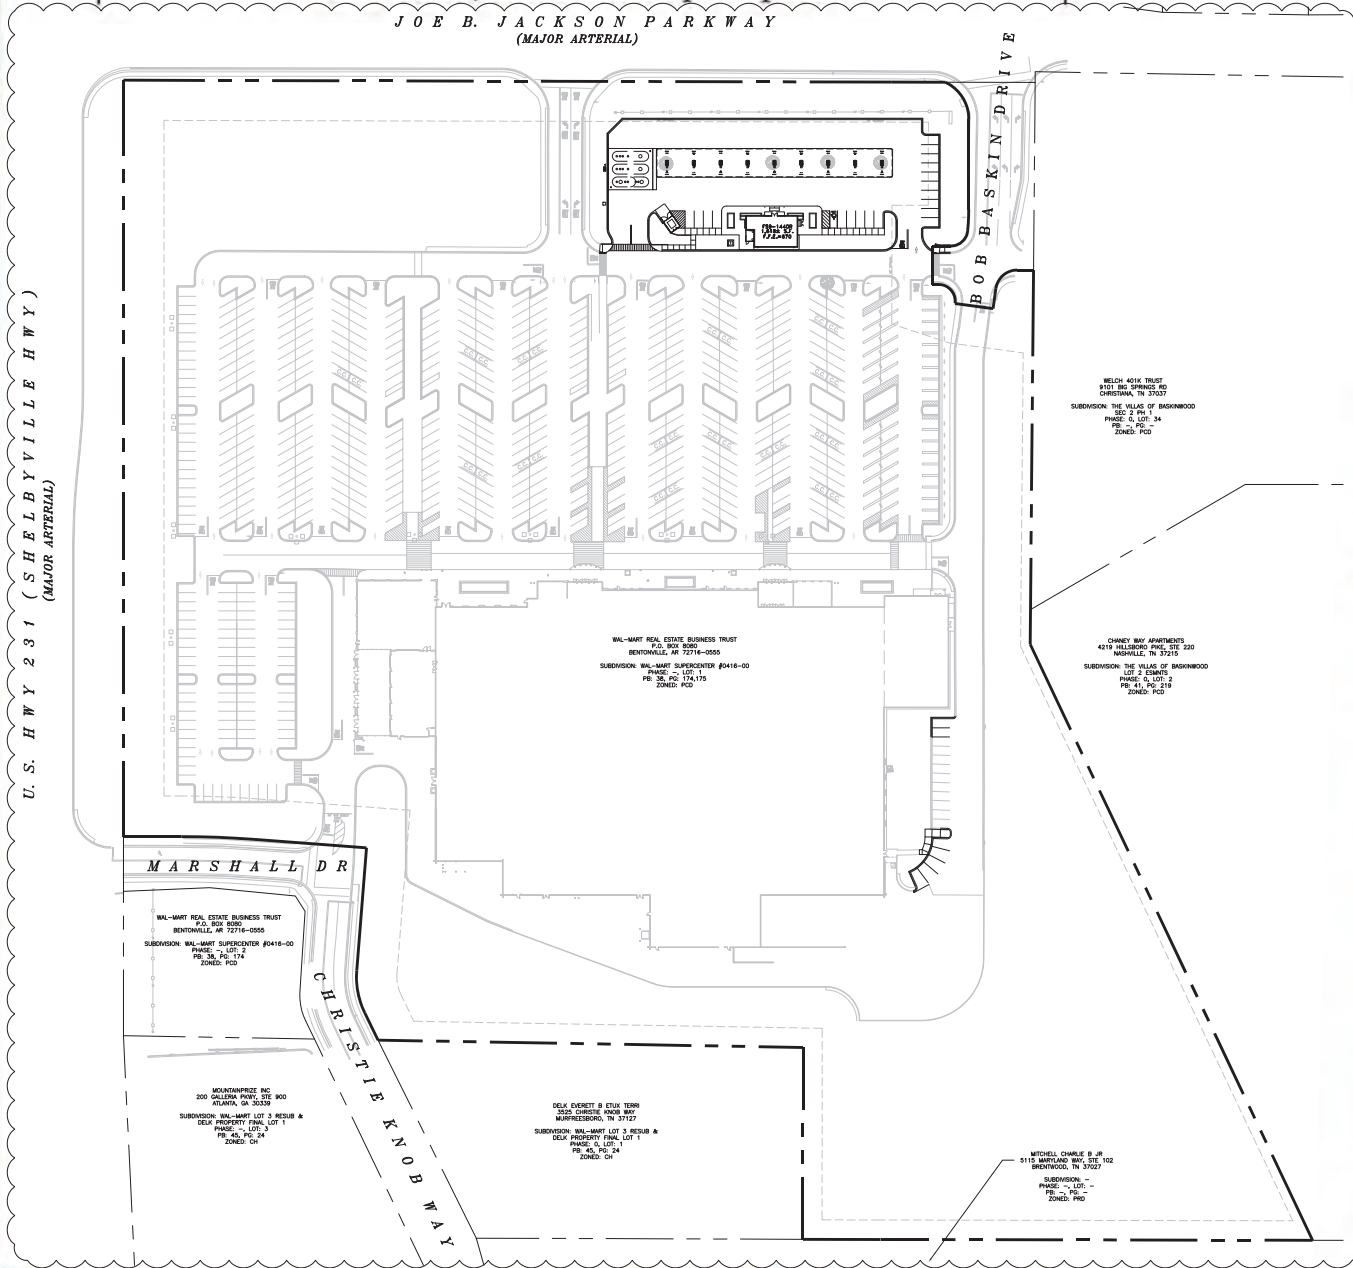 JOE B. JACKSON PARKWAY
(MAJOR ARTERIAL)
BOB BASKIN DRIVE
U.S. HWY 231 (SHELBYVILLE HWY)
(MAJOR ARTERIAL)
F.F.E.=670
WELCH 401K TRUST
9101 BIG SPRINGS RD
CHRISTIANA, TN 37037
SUBDIVISION: THE VILLAS OF BASKINWOOD
SEC 2 PH 1
PHASE: 0, LOT: 34
PB: -, PG: -
ZONED: PCD
WAL-MART REAL ESTATE BUSINESS TRUST
P.O. BOX 8080
BENTONVILLE, AR 72716-0555
SUBDIVISION: WAL-MART SUPERCENTER #0416-00
PHASE: -, LOT: 1
PB: 38, PG: 174,175
ZONED: PCD
CHANEY WAY APARTMENTS
4219 HILLSBORO PIKE, STE 220
NASHVILLE, TN 37215
SUBDIVISION: THE VILLAS OF BASKINWOOD
LOT 2 ESMNTS
PHASE: 0, LOT: 2
PB: 41, PG: 219
ZONED: PCD
MARSHALL DR
WAL-MART REAL ESTATE BUSINESS TRUST
P.O. BOX 8080
BENTONVILLE, AR 72716-0555
SUBDIVISION: WAL-MART SUPERCENTER #0416-00
PHASE: -, LOT: 2
PB: 38, PG: 174
ZONED: PCD
CHRISTIE KNOB WAY
MOUNTAINPRIZE INC
200 GALLERIA PKWY, STE 900
ATLANTA, GA 30339
SUBDIVISION: WAL-MART LOT 3 RESUB &
DELK PROPERTY FINAL LOT 1
PHASE: -, LOT: 3
PB: 45, PG: 24
ZONED: CH
DELK EVERETT B ETUX TERRI
3525 CHRISTIE KNOB WAY
MURFREESBORO, TN 37127
SUBDIVISION: WAL-MART LOT 3 RESUB &
DELK PROPERTY FINAL LOT 1
PHASE: 0, LOT: 1
PB: 45, PG: 24
ZONED: CH
MITCHELL CHARLIE B JR
5115 MARYLAND WAY, STE 102
BRENTWOOD, TN 37027
SUBDIVISION: -
PHASE: -, LOT: -
PB: -, PG: -
ZONED: PRD